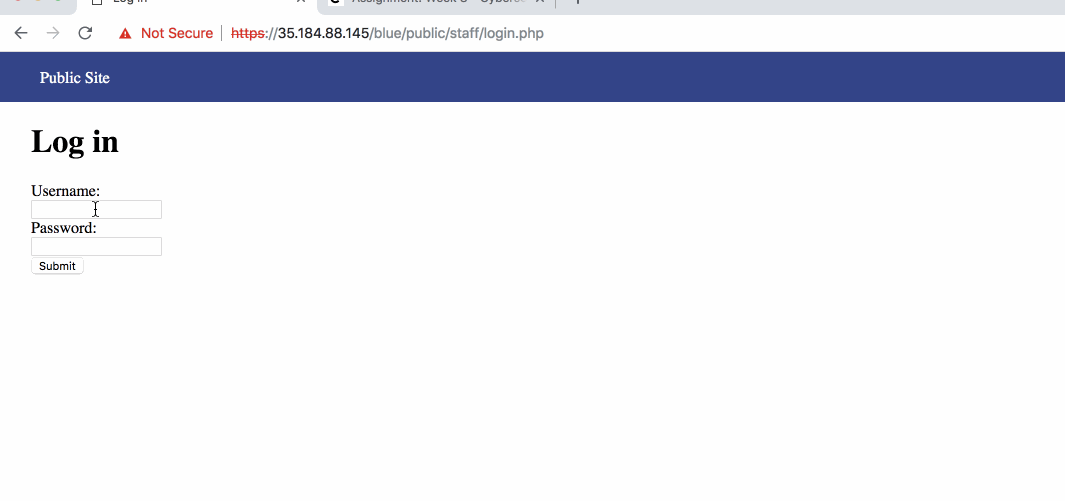 Log in
Assignment: Week 8 - Cyberse
Not Secure
https://35.184.88.145/blue/public/staff/login.php
Public Site
Log in
Username:
Password:
Submit